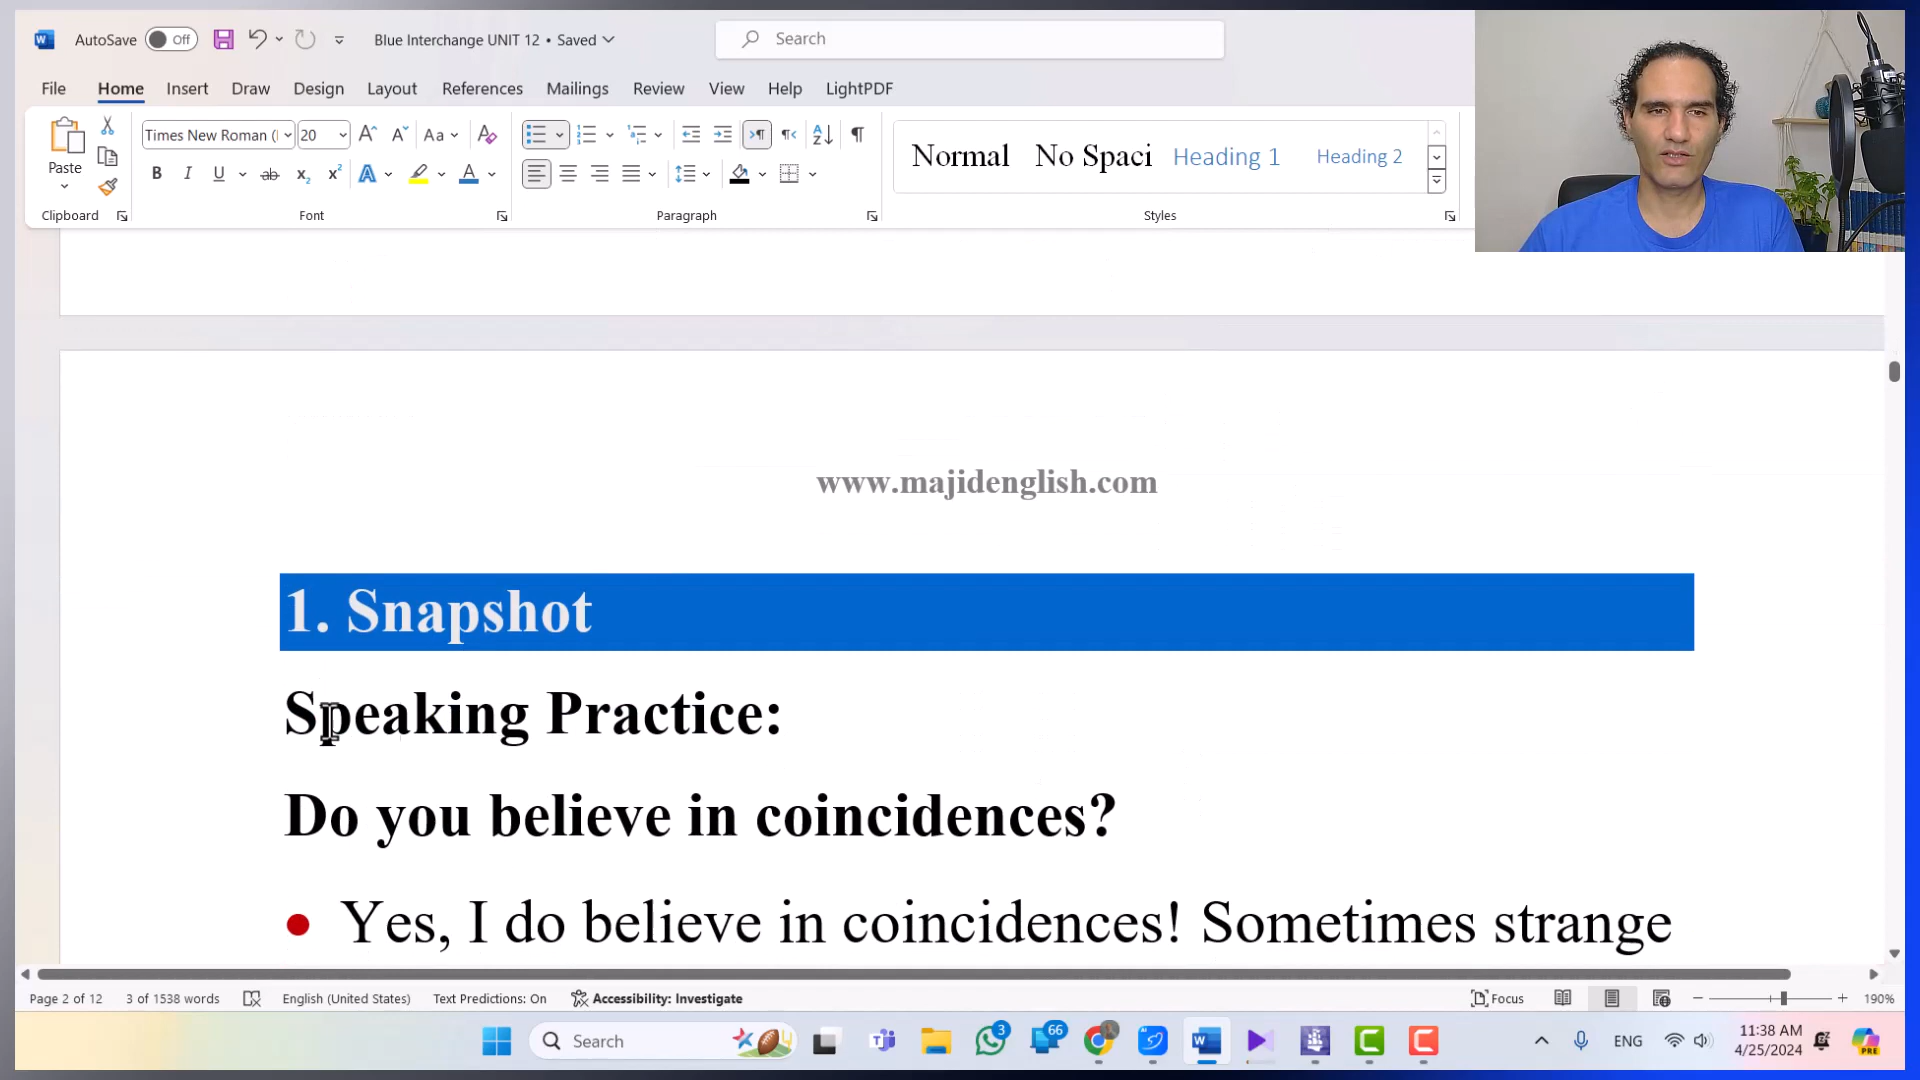 AutoSave Off Blue Interchange UNIT 12 • Saved Search
File Home Insert Draw Design Layout References Mailings Review View Help LightPDF
Paste Times New Roman ( 20 Aa Normal No Spaci Heading 1 Heading 2
Clipboard Font Paragraph Styles
www.majidenglish.com
1. Snapshot
Speaking Practice:
Do you believe in coincidences?
• Yes, I do believe in coincidences! Sometimes strange
Page 2 of 12 3 of 1538 words English (United States) Text Predictions: On Accessibility: Investigate Focus 190%
Search 3 66 ENG 11:38 AM
4/25/2024